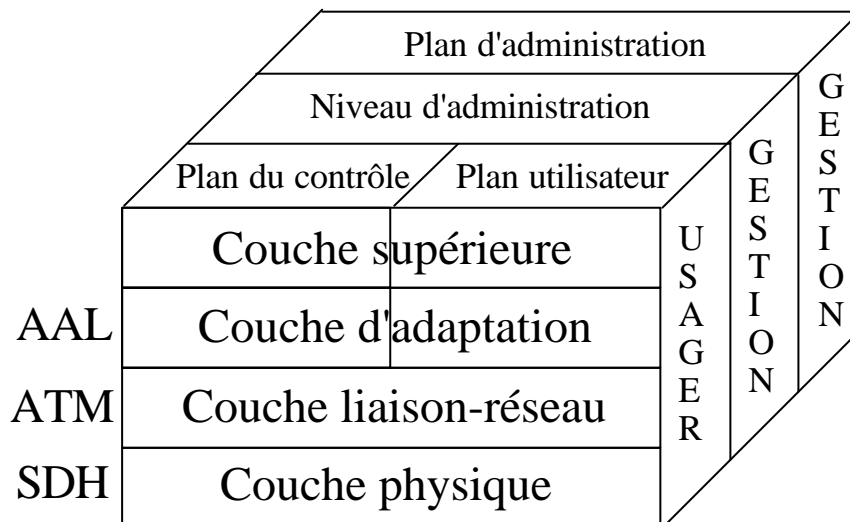 Plan d'administration
Niveau d'administration
Plan du contrôle
Plan utilisateur
Couche supérieure
AAL
Couche d'adaptation
ATM
Couche liaison-réseau
SDH
Couche physique
USAGER
GESTION
GESTION